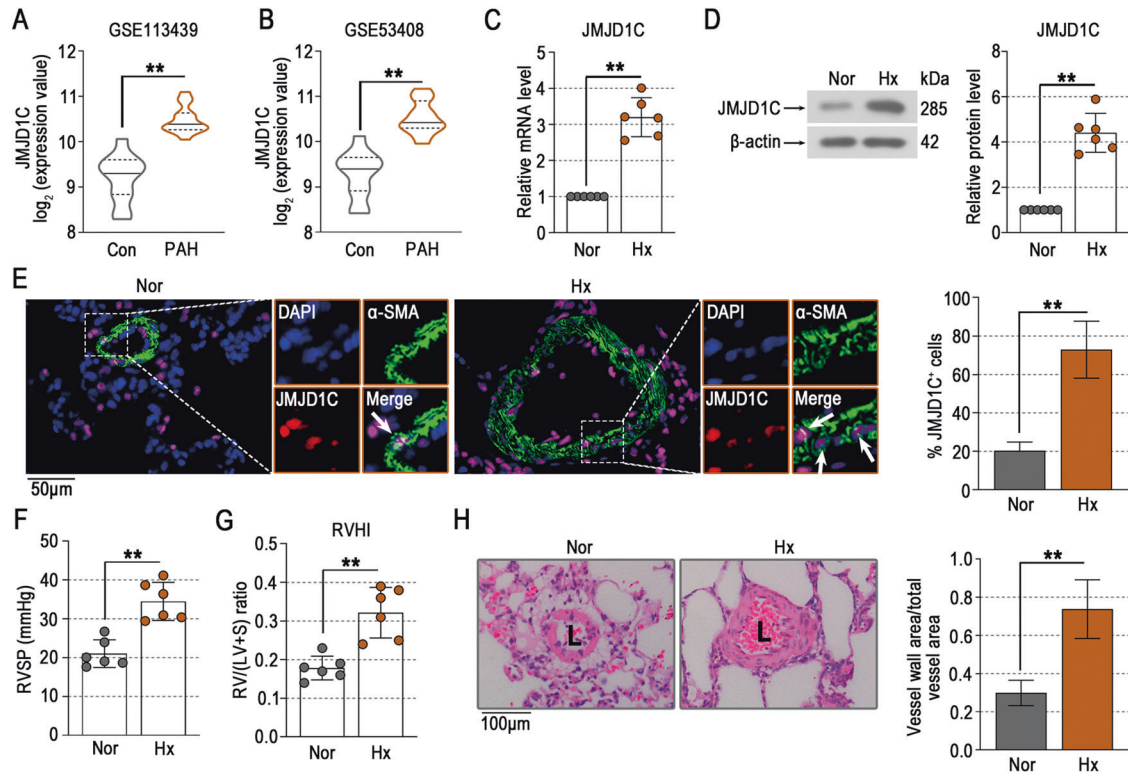 A
GSE113439
JMJD1C
log₂ (expression value)
12
11
10
9
8
**
Con
PAH
B
GSE53408
JMJD1C
log₂ (expression value)
12
11
10
9
8
**
Con
PAH
C
JMJD1C
Relative mRNA level
5
4
3
2
1
0
**
Nor
Hx
D
Nor
Hx
kDa
JMJD1C
285
β-actin
42
JMJD1C
Relative protein level
8
6
4
2
0
**
Nor
Hx
E
Nor
DAPI
α-SMA
JMJD1C
Merge
50μm
Hx
DAPI
α-SMA
JMJD1C
Merge
% JMJD1C⁺ cells
100
80
60
40
20
0
**
Nor
Hx
F
RVSP (mmHg)
50
40
30
20
10
0
**
Nor
Hx
G
RVHI
RV/(LV+S) ratio
0.5
0.4
0.3
0.2
0.1
0.0
**
Nor
Hx
H
Nor
L
Hx
L
100μm
Vessel wall area/total
vessel area
1.0
0.8
0.6
0.4
0.2
0.0
**
Nor
Hx